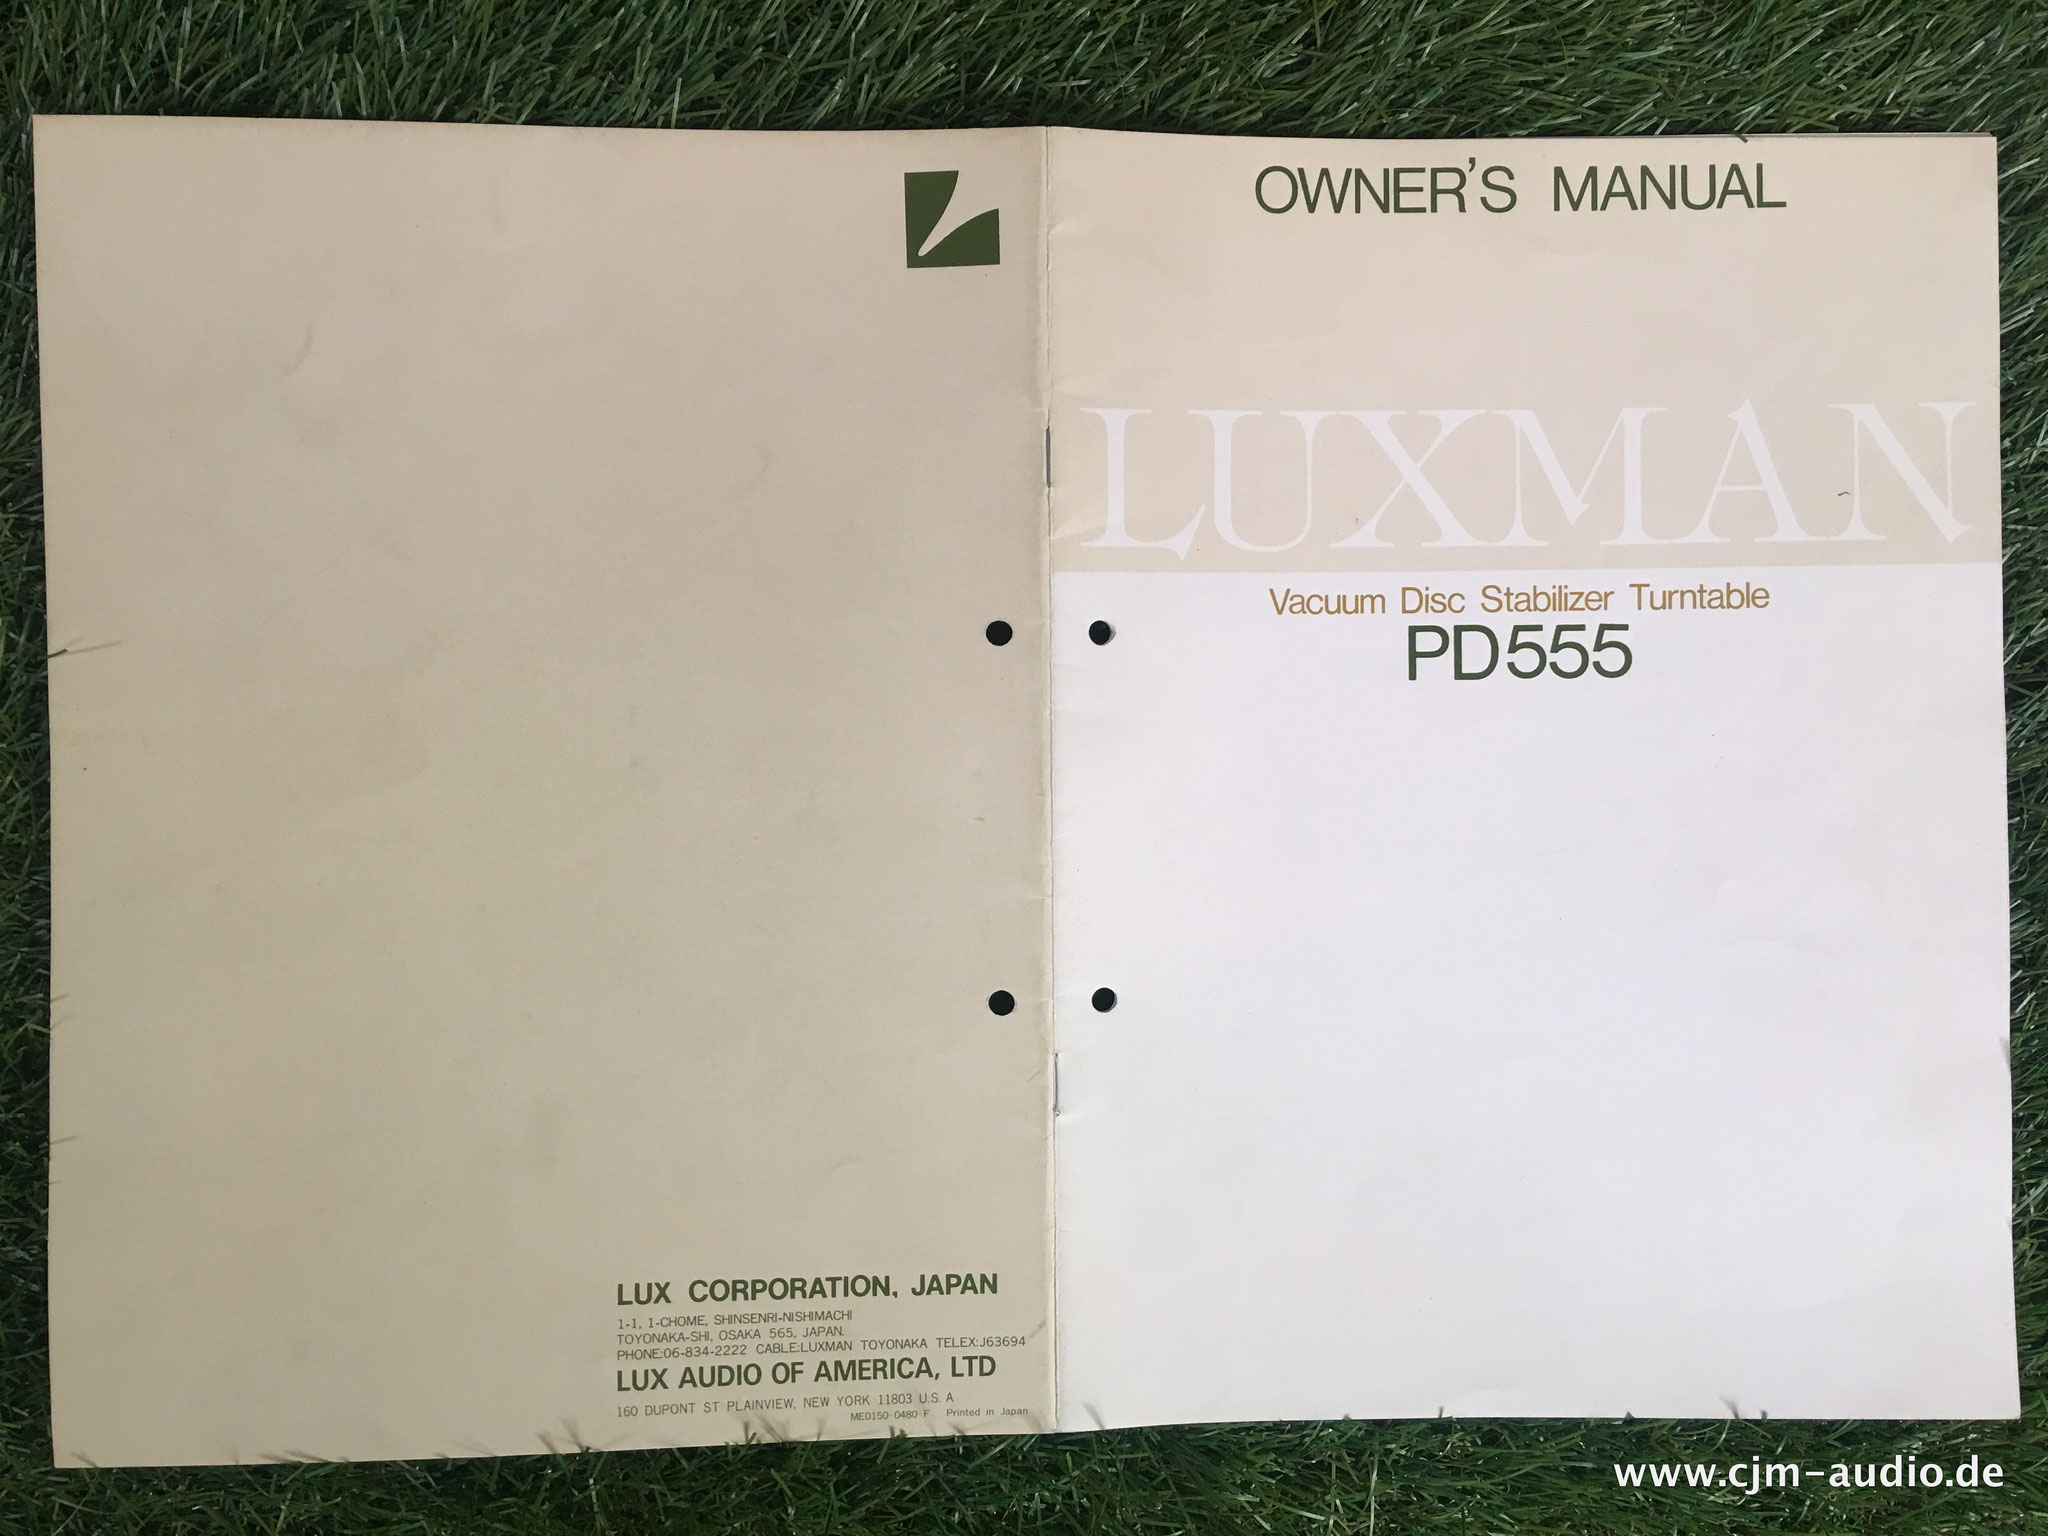 LUX CORPORATION, JAPAN
1-1, 1-CHOME, SHINSENRI-NISHIMACHI
TOYONAKA-SHI, OSAKA 565, JAPAN.
PHONE:06-834-2222 CABLE:LUXMAN TOYONAKA TELEX:J63694
LUX AUDIO OF AMERICA, LTD
160 DUPONT ST PLAINVIEW, NEW YORK 11803 U.S.A
ME0150-0480 F Printed in Japan
OWNER'S MANUAL
LUXMAN
Vacuum Disc Stabilizer Turntable
PD555
www.cjm-audio.de